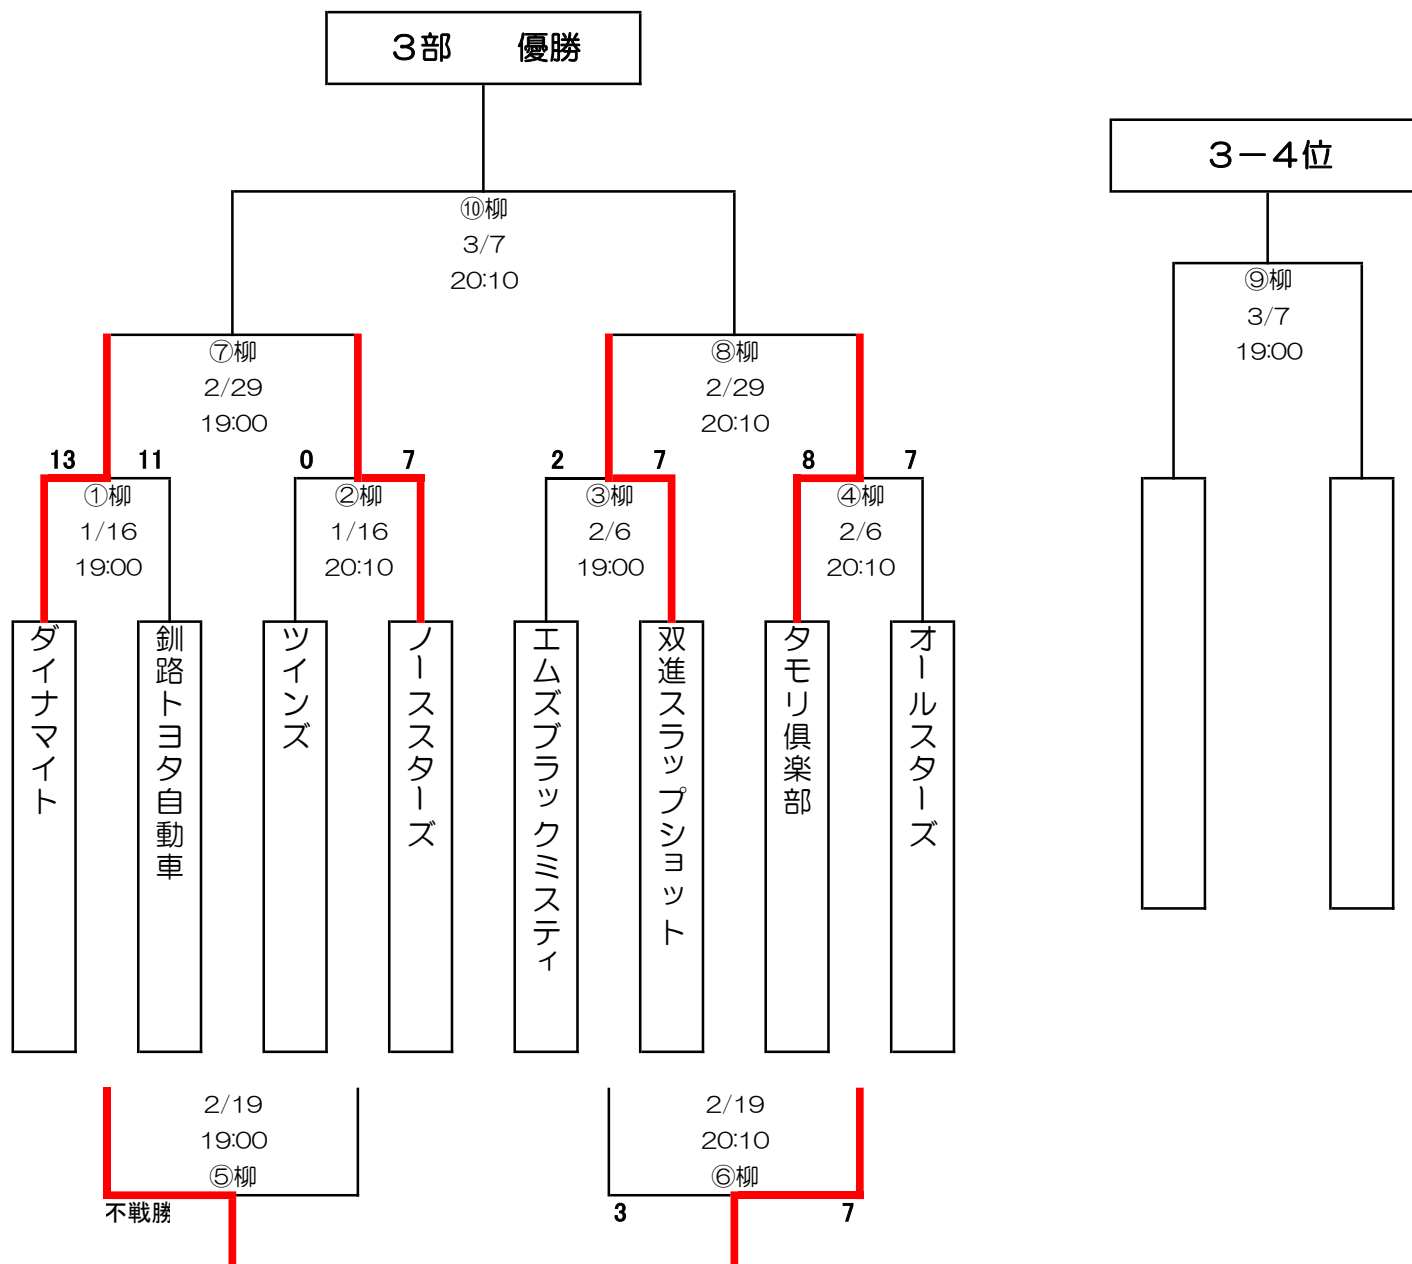 ３部　優勝
３－４位
⑩柳
3/7
20:10
⑨柳
3/7
19:00
⑦柳
2/29
19:00
⑧柳
2/29
20:10
13 11
0 7
2 7
8 7
①柳
1/16
19:00
②柳
1/16
20:10
③柳
2/6
19:00
④柳
2/6
20:10
ダイナマイト
釧路トヨタ自動車
ツインズ
ノーススターズ
エムズブラックミスティ
双進スラップショット
タモリ倶楽部
オールスターズ
2/19
19:00
⑤柳
不戦勝
2/19
20:10
⑥柳
3 7